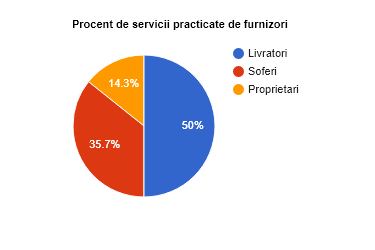 Procent de servicii practicate de furnizori
Livratori
Soferi
Proprietari
14.3%
50%
35.7%